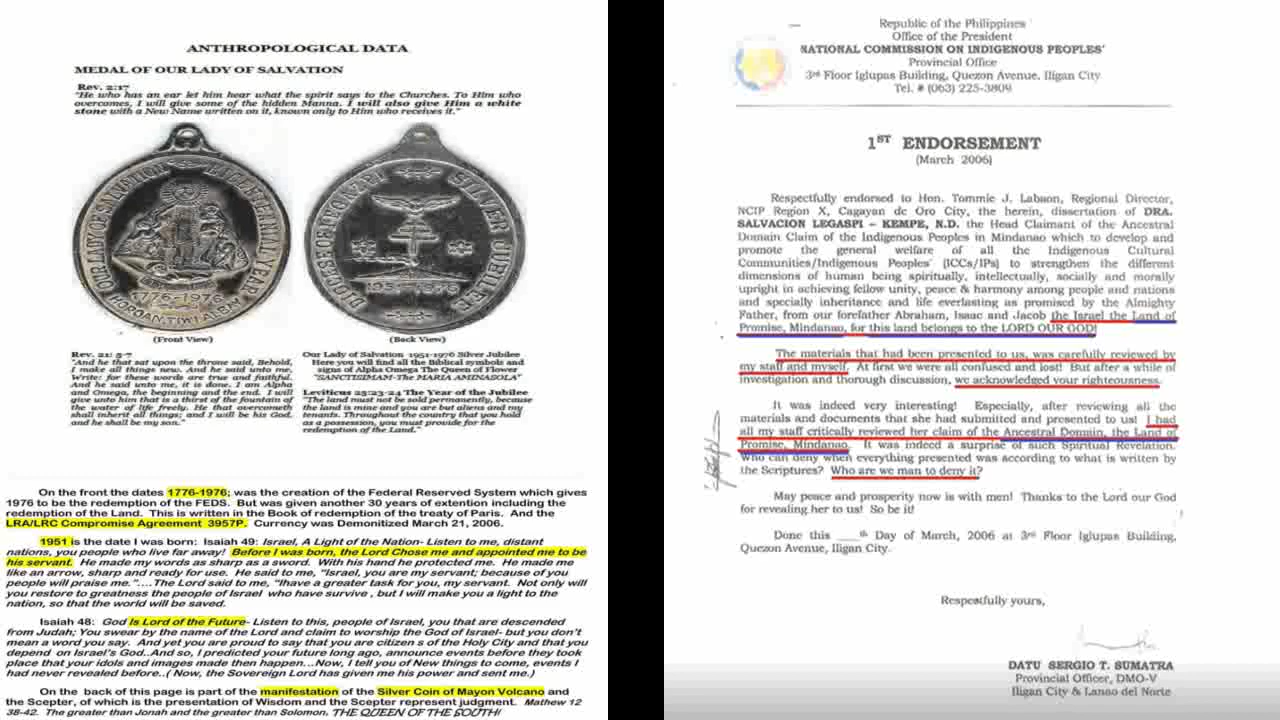 ANTHROPOLOGICAL DATA
MEDAL OF OUR LADY OF SALVATION
Rev. 2:17
"He who has an ear let him hear what the spirit says to the Churches. To Him who
overcomes, I will give some of the hidden Manna. I will also give Him a white
stone with a New Name written on it, known only to Him who receives it."
OUR LADY OF SALVATION
1776-1976
SILVER JUBILEE
(Front View)
(Back View)
Rev. 21: 5-7
"And he that sat upon the throne said, Behold,
I make all things new. And he said unto me,
Write: for these words are true and faithful.
And he said unto me, it is done. I am Alpha
and Omega, the beginning and the end. I will
give unto him that is a thirst of the fountain of
the water of life freely. He that overcometh
shall inherit all things; and I will be his God,
and he shall be my son."
Our Lady of Salvation 1951-1976 Silver Jubilee
Here you will find all the Biblical symbols and
signs of Alpha Omega The Queen of Flower
"SANCTISIMAM-The MARIA AMINASOLA"
Leviticus 25:23-24 The Year of the Jubilee
"The land must not be sold permanently, because
the land is mine and you are but aliens and my
tenants. Throughout the country that you hold
as a possession, you must provide for the
redemption of the Land."
On the front the dates 1776-1976; was the creation of the Federal Reserved System which gives
1976 to be the redemption of the FEDS. But was given another 30 years of extention including the
redemption of the Land. This is written in the Book of redemption of the treaty of Paris. And the
LRA/LRC Compromise Agreement 3957P. Currency was Demonitized March 21, 2006.
1951 is the date I was born: Isaiah 49: Israel, A Light of the Nation- Listen to me, distant
nations, you people who live far away! Before I was born, the Lord Chose me and appointed me to be
his servant. He made my words as sharp as a sword. With his hand he protected me. He made me
like an arrow, sharp and ready for use. He said to me, "Israel, you are my servant; because of you
people will praise me."....The Lord said to me, "Ihave a greater task for you, my servant. Not only will
you restore to greatness the people of Israel who have survive , but I will make you a light to the
nation, so that the world will be saved.
Isaiah 48: God Is Lord of the Future- Listen to this, people of Israel, you that are descended
from Judah; You swear by the name of the Lord and claim to worship the God of Israel- but you don't
mean a word you say. And yet you are proud to say that you are citizen s of the Holy City and that you
depend on Israel's God..And so, I predicted your future long ago, announce events before they took
place that your idols and images made then happen...Now, I tell you of New things to come, events I
had never revealed before..( Now, the Sovereign Lord has given me his power and sent me.)
On the back of this page is part of the manifestation of the Silver Coin of Mayon Volcano and
the Scepter, of which is the presentation of Wisdom and the Scepter represent judgment. Mathew 12
38-42. The greater than Jonah and the greater than Solomon, THE QUEEN OF THE SOUTH!
Republic of the Philippines
Office of the President
NATIONAL COMMISSION ON INDIGENOUS PEOPLES'
Provincial Office
3rd Floor Iglupas Building, Quezon Avenue, Iligan City
Tel. # (063) 225-3809
1ST ENDORSEMENT
(March 2006)
Respectfully endorsed to Hon. Tommie J. Labaon, Regional Director,
NCIP Region X, Cagayan de Oro City, the herein, dissertation of DRA.
SALVACION LEGASPI – KEMPE, N.D. the Head Claimant of the Ancestral
Domain Claim of the Indigenous Peoples in Mindanao which to develop and
promote the general welfare of all the Indigenous Cultural
Communities/Indigenous Peoples' (ICCs/IPs) to strengthen the different
dimensions of human being spiritually, intellectually, socially and morally
upright in achieving fellow unity, peace & harmony among people and nations
and specially inheritance and life everlasting as promised by the Almighty
Father, from our forefather Abraham, Isaac and Jacob the Israel the Land of
Promise, Mindanao, for this land belongs to the LORD OUR GOD!
The materials that had been presented to us, was carefully reviewed by
my staff and myself. At first we were all confused and lost! But after a while of
investigation and thorough discussion, we acknowledged your righteousness.
It was indeed very interesting! Especially, after reviewing all the
materials and documents that she had submitted and presented to us! I had
all my staff critically reviewed her claim of the Ancestral Domain, the Land of
Promise, Mindanao. It was indeed a surprise of such Spiritual Revelation.
Who can deny when everything presented was according to what is written by
the Scriptures? Who are we man to deny it?
May peace and prosperity now is with men! Thanks to the Lord our God
for revealing her to us! So be it!
Done this ___th Day of March, 2006 at 3rd Floor Iglupas Building,
Quezon Avenue, Iligan City.
Respectfully yours,
DATU SERGIO T. SUMATRA
Provincial Officer, DMO-V
Iligan City & Lanao del Norte